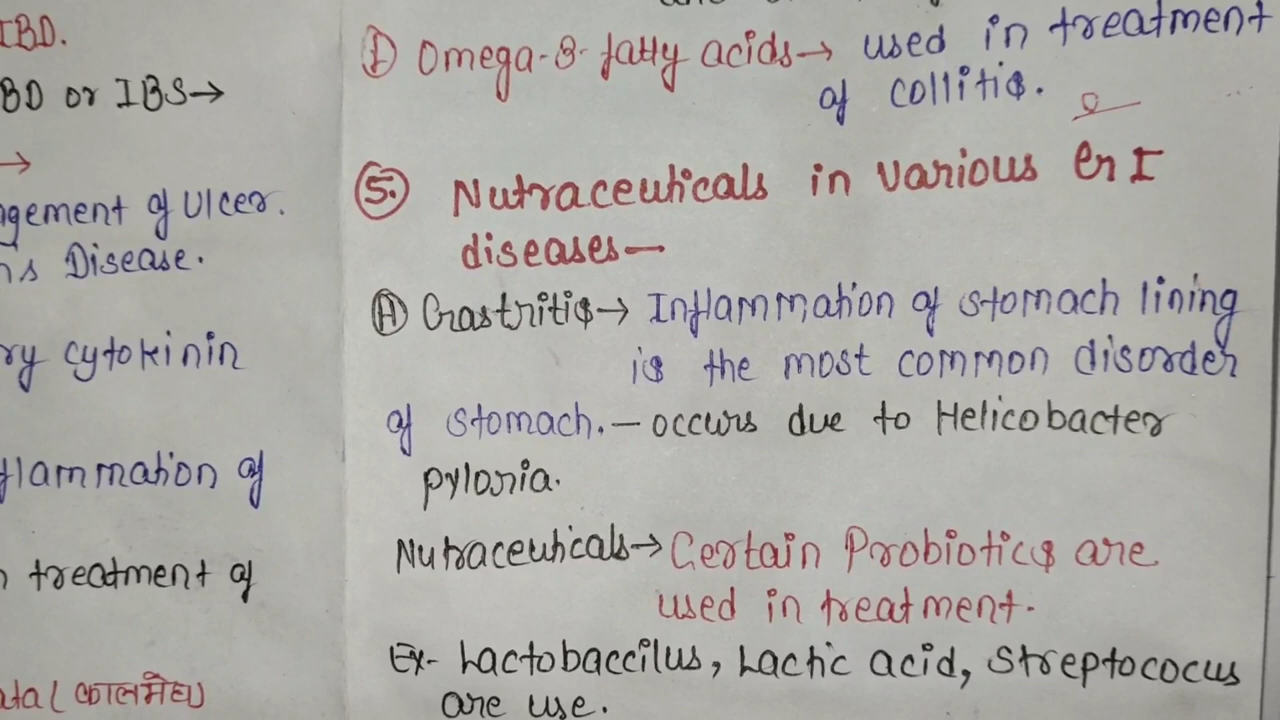 IBD.
BD or IBS→
→
gement of Ulcer.
n's Disease.
ry cytokinin
flammation of
n treatment of
ata (कालमेघ)
Ⓘ Omega-3-fatty acids→ used in treatment
of collitis.
⑤. Nutraceuticals in various GI
diseases—
Ⓐ Gastritis→ Inflammation of stomach lining
is the most common disorder
of stomach. – occurs due to Helicobacter
pyloria.
Nutraceuticals→ Certain Probiotics are
used in treatment.
Ex- Lactobaccilus, Lactic acid, Streptococus
are use.